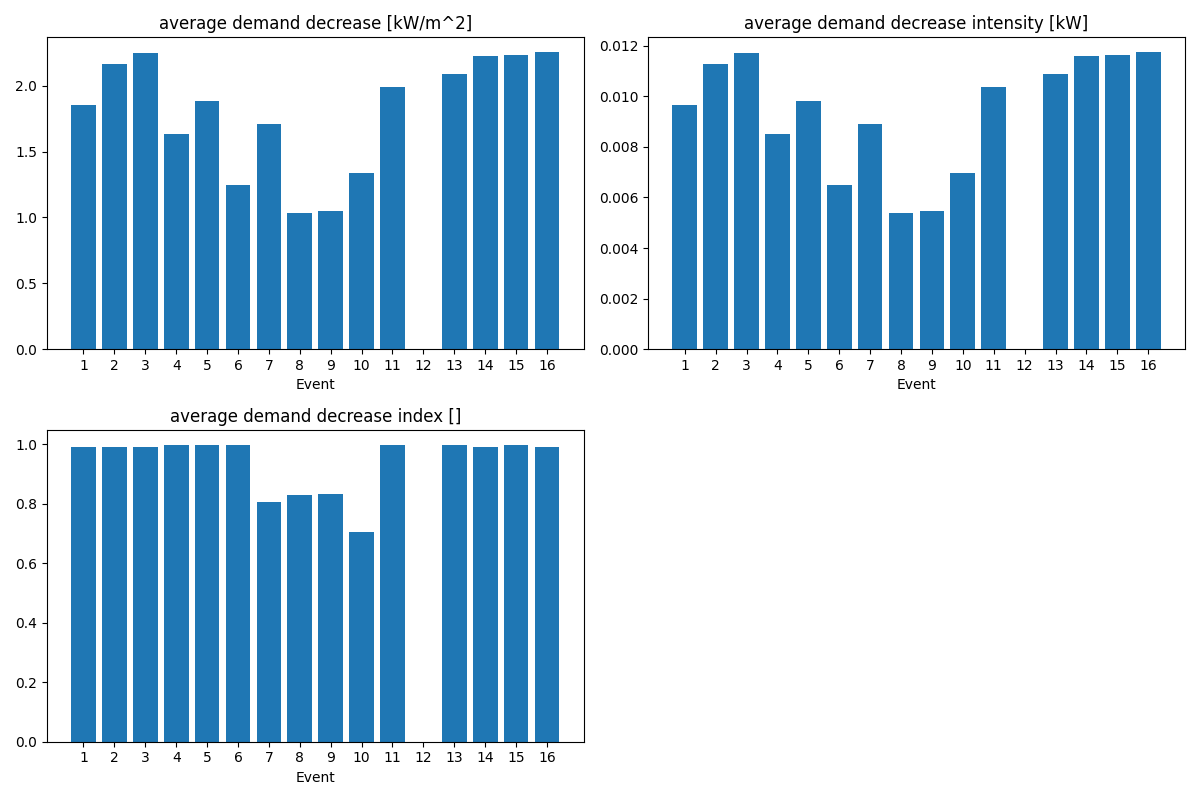 average demand decrease [kW/m^2]
2.0
1.5
1.0
0.5
0.0
1 2 3 4 5 6 7 8 9 10 11 12 13 14 15 16
Event
average demand decrease intensity [kW]
0.012
0.010
0.008
0.006
0.004
0.002
0.000
1 2 3 4 5 6 7 8 9 10 11 12 13 14 15 16
Event
average demand decrease index []
1.0
0.8
0.6
0.4
0.2
0.0
1 2 3 4 5 6 7 8 9 10 11 12 13 14 15 16
Event